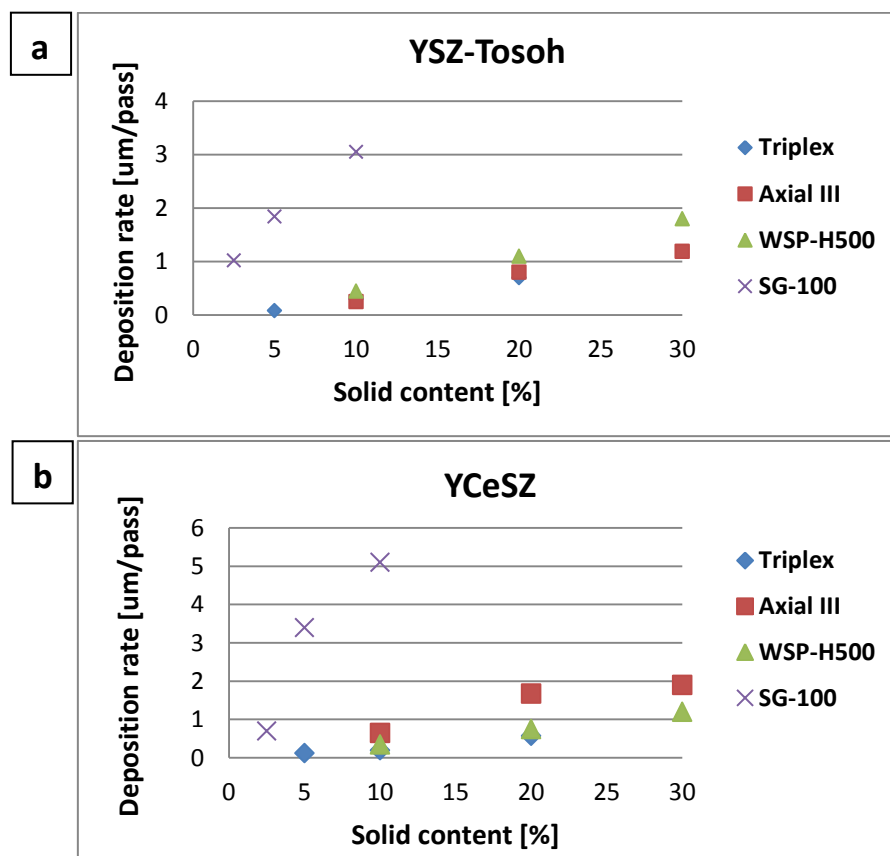 a
YSZ-Tosoh
Deposition rate [um/pass]
4
3
2
1
0
0 5 10 15 20 25 30
Solid content [%]
Triplex
Axial III
WSP-H500
SG-100
b
YCeSZ
Deposition rate [um/pass]
6
5
4
3
2
1
0
0 5 10 15 20 25 30
Solid content [%]
Triplex
Axial III
WSP-H500
SG-100